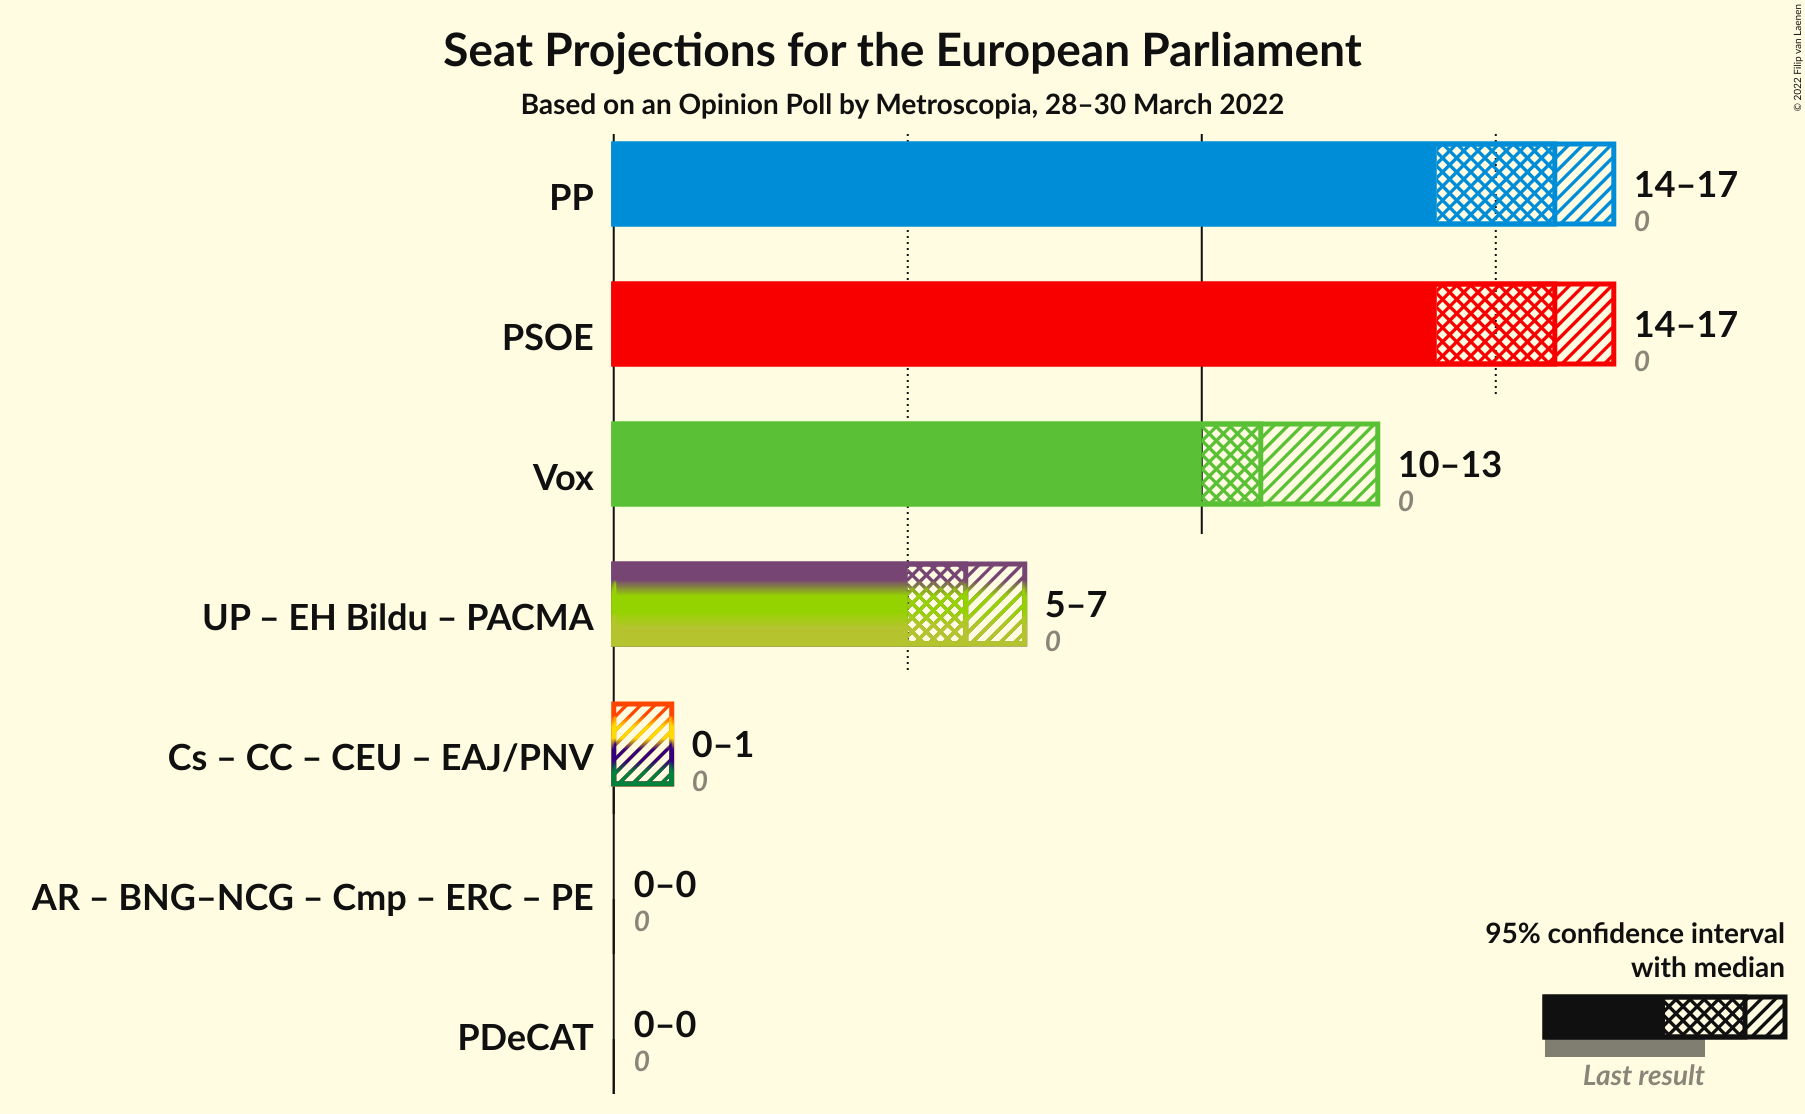 Seat Projections for the European Parliament
Based on an Opinion Poll by Metroscopia, 28–30 March 2022
© 2022 Filip van Laenen
PP
14–17
0
PSOE
14–17
0
Vox
10–13
0
UP – EH Bildu – PACMA
5–7
0
Cs – CC – CEU – EAJ/PNV
0–1
0
AR – BNG–NCG – Cmp – ERC – PE
0–0
0
PDeCAT
0–0
0
95% confidence interval
with median
Last result